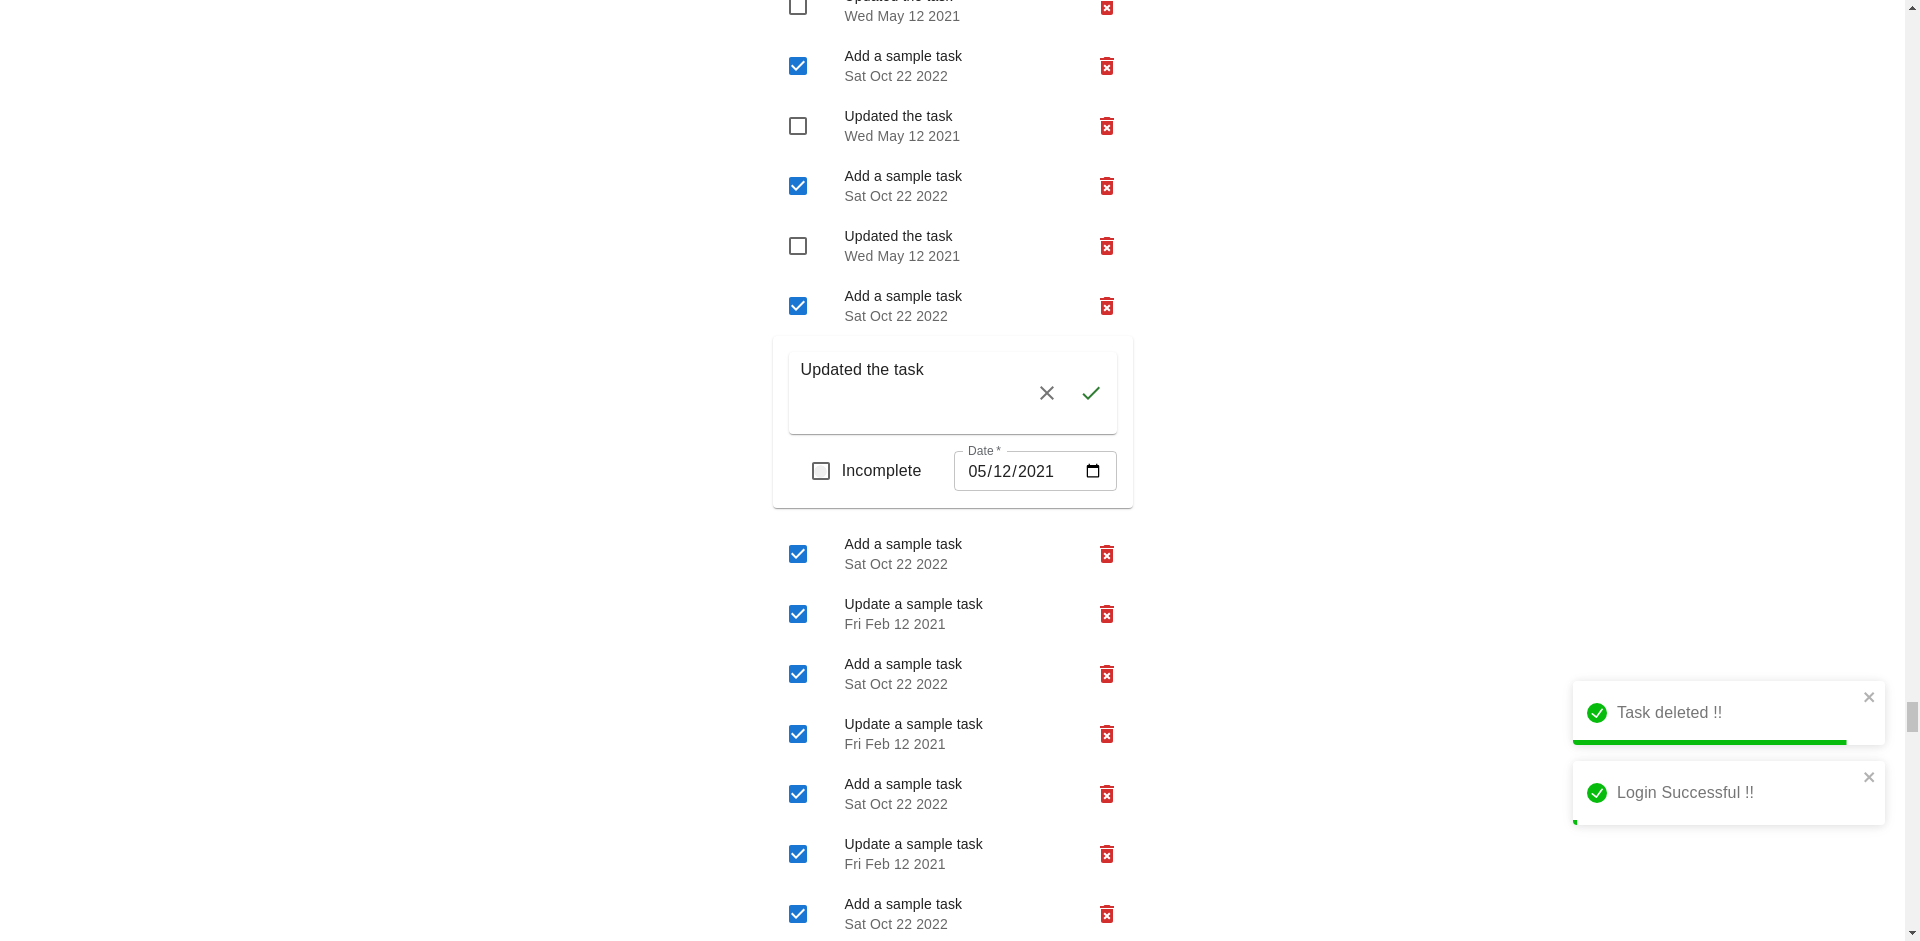 Wed May 12 2021
Add a sample task
Sat Oct 22 2022
Updated the task
Wed May 12 2021
Add a sample task
Sat Oct 22 2022
Updated the task
Wed May 12 2021
Add a sample task
Sat Oct 22 2022
Updated the task
Incomplete
Date *
05/12/2021
Add a sample task
Sat Oct 22 2022
Update a sample task
Fri Feb 12 2021
Add a sample task
Sat Oct 22 2022
Update a sample task
Fri Feb 12 2021
Add a sample task
Sat Oct 22 2022
Update a sample task
Fri Feb 12 2021
Add a sample task
Sat Oct 22 2022
Task deleted !!
Login Successful !!